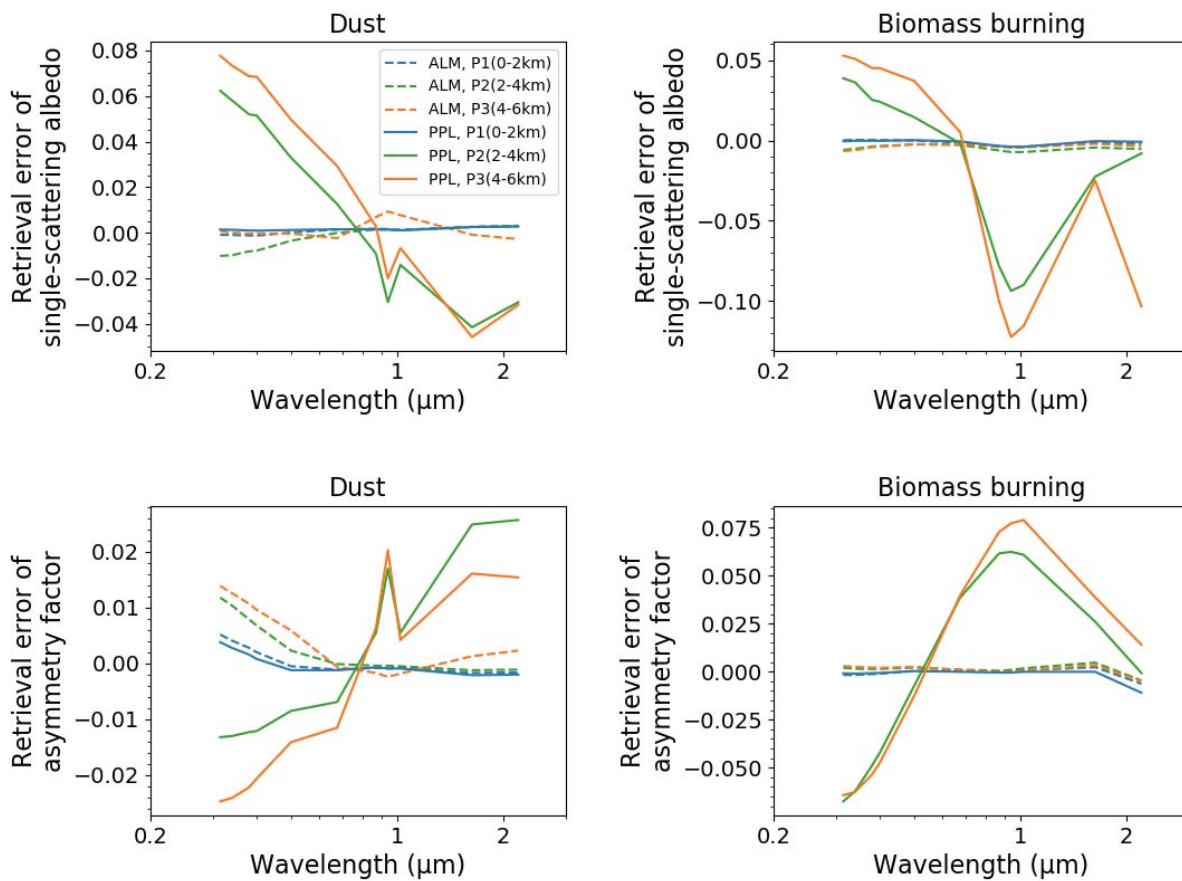 Dust
Retrieval error of
single-scattering albedo
0.08
0.06
0.04
0.02
0.00
−0.02
−0.04
0.2
1
2
Wavelength (μm)
ALM, P1(0-2km)
ALM, P2(2-4km)
ALM, P3(4-6km)
PPL, P1(0-2km)
PPL, P2(2-4km)
PPL, P3(4-6km)
Biomass burning
Retrieval error of
single-scattering albedo
0.05
0.00
−0.05
−0.10
0.2
1
2
Wavelength (μm)
Dust
Retrieval error of
asymmetry factor
0.02
0.01
0.00
−0.01
−0.02
0.2
1
2
Wavelength (μm)
Biomass burning
Retrieval error of
asymmetry factor
0.075
0.050
0.025
0.000
−0.025
−0.050
0.2
1
2
Wavelength (μm)